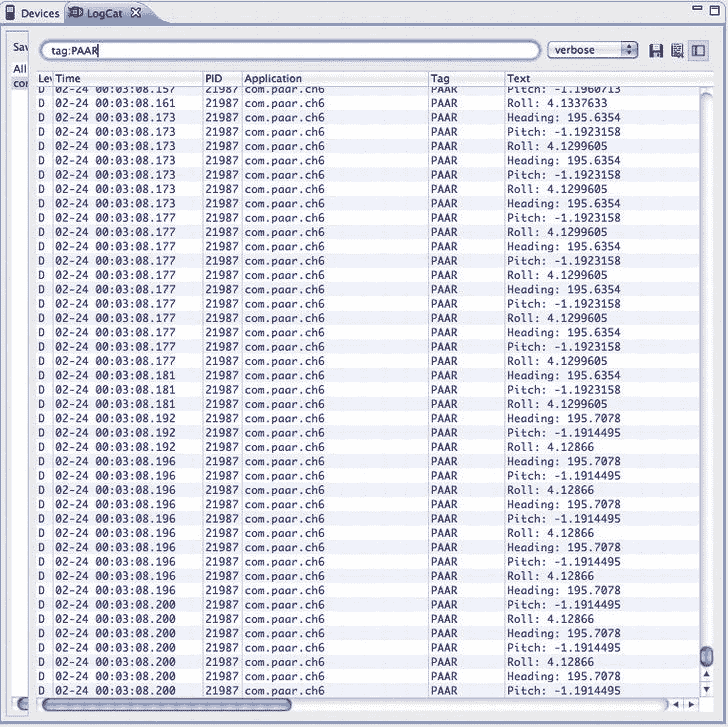 Devices LogCat
Sav
tag:PAAR verbose
All
con
Lev Time PID Application Tag Text
D 02-24 00:03:08.157 21987 com.paar.ch6 PAAR Pitch: -1.1960713
D 02-24 00:03:08.161 21987 com.paar.ch6 PAAR Roll: 4.1337633
D 02-24 00:03:08.173 21987 com.paar.ch6 PAAR Heading: 195.6354
D 02-24 00:03:08.173 21987 com.paar.ch6 PAAR Pitch: -1.1923158
D 02-24 00:03:08.173 21987 com.paar.ch6 PAAR Roll: 4.1299605
D 02-24 00:03:08.173 21987 com.paar.ch6 PAAR Heading: 195.6354
D 02-24 00:03:08.173 21987 com.paar.ch6 PAAR Pitch: -1.1923158
D 02-24 00:03:08.173 21987 com.paar.ch6 PAAR Roll: 4.1299605
D 02-24 00:03:08.173 21987 com.paar.ch6 PAAR Heading: 195.6354
D 02-24 00:03:08.177 21987 com.paar.ch6 PAAR Pitch: -1.1923158
D 02-24 00:03:08.177 21987 com.paar.ch6 PAAR Roll: 4.1299605
D 02-24 00:03:08.177 21987 com.paar.ch6 PAAR Heading: 195.6354
D 02-24 00:03:08.177 21987 com.paar.ch6 PAAR Pitch: -1.1923158
D 02-24 00:03:08.177 21987 com.paar.ch6 PAAR Roll: 4.1299605
D 02-24 00:03:08.177 21987 com.paar.ch6 PAAR Heading: 195.6354
D 02-24 00:03:08.177 21987 com.paar.ch6 PAAR Pitch: -1.1923158
D 02-24 00:03:08.177 21987 com.paar.ch6 PAAR Roll: 4.1299605
D 02-24 00:03:08.177 21987 com.paar.ch6 PAAR Heading: 195.6354
D 02-24 00:03:08.177 21987 com.paar.ch6 PAAR Pitch: -1.1923158
D 02-24 00:03:08.177 21987 com.paar.ch6 PAAR Roll: 4.1299605
D 02-24 00:03:08.181 21987 com.paar.ch6 PAAR Heading: 195.6354
D 02-24 00:03:08.181 21987 com.paar.ch6 PAAR Pitch: -1.1923158
D 02-24 00:03:08.181 21987 com.paar.ch6 PAAR Roll: 4.1299605
D 02-24 00:03:08.192 21987 com.paar.ch6 PAAR Heading: 195.7078
D 02-24 00:03:08.192 21987 com.paar.ch6 PAAR Pitch: -1.1914495
D 02-24 00:03:08.192 21987 com.paar.ch6 PAAR Roll: 4.12866
D 02-24 00:03:08.196 21987 com.paar.ch6 PAAR Heading: 195.7078
D 02-24 00:03:08.196 21987 com.paar.ch6 PAAR Pitch: -1.1914495
D 02-24 00:03:08.196 21987 com.paar.ch6 PAAR Roll: 4.12866
D 02-24 00:03:08.196 21987 com.paar.ch6 PAAR Heading: 195.7078
D 02-24 00:03:08.196 21987 com.paar.ch6 PAAR Pitch: -1.1914495
D 02-24 00:03:08.196 21987 com.paar.ch6 PAAR Roll: 4.12866
D 02-24 00:03:08.196 21987 com.paar.ch6 PAAR Heading: 195.7078
D 02-24 00:03:08.196 21987 com.paar.ch6 PAAR Pitch: -1.1914495
D 02-24 00:03:08.196 21987 com.paar.ch6 PAAR Roll: 4.12866
D 02-24 00:03:08.196 21987 com.paar.ch6 PAAR Heading: 195.7078
D 02-24 00:03:08.200 21987 com.paar.ch6 PAAR Pitch: -1.1914495
D 02-24 00:03:08.200 21987 com.paar.ch6 PAAR Roll: 4.12866
D 02-24 00:03:08.200 21987 com.paar.ch6 PAAR Heading: 195.7078
D 02-24 00:03:08.200 21987 com.paar.ch6 PAAR Pitch: -1.1914495
D 02-24 00:03:08.200 21987 com.paar.ch6 PAAR Roll: 4.12866
D 02-24 00:03:08.200 21987 com.paar.ch6 PAAR Heading: 195.7078
D 02-24 00:03:08.200 21987 com.paar.ch6 PAAR Pitch: -1.1914495